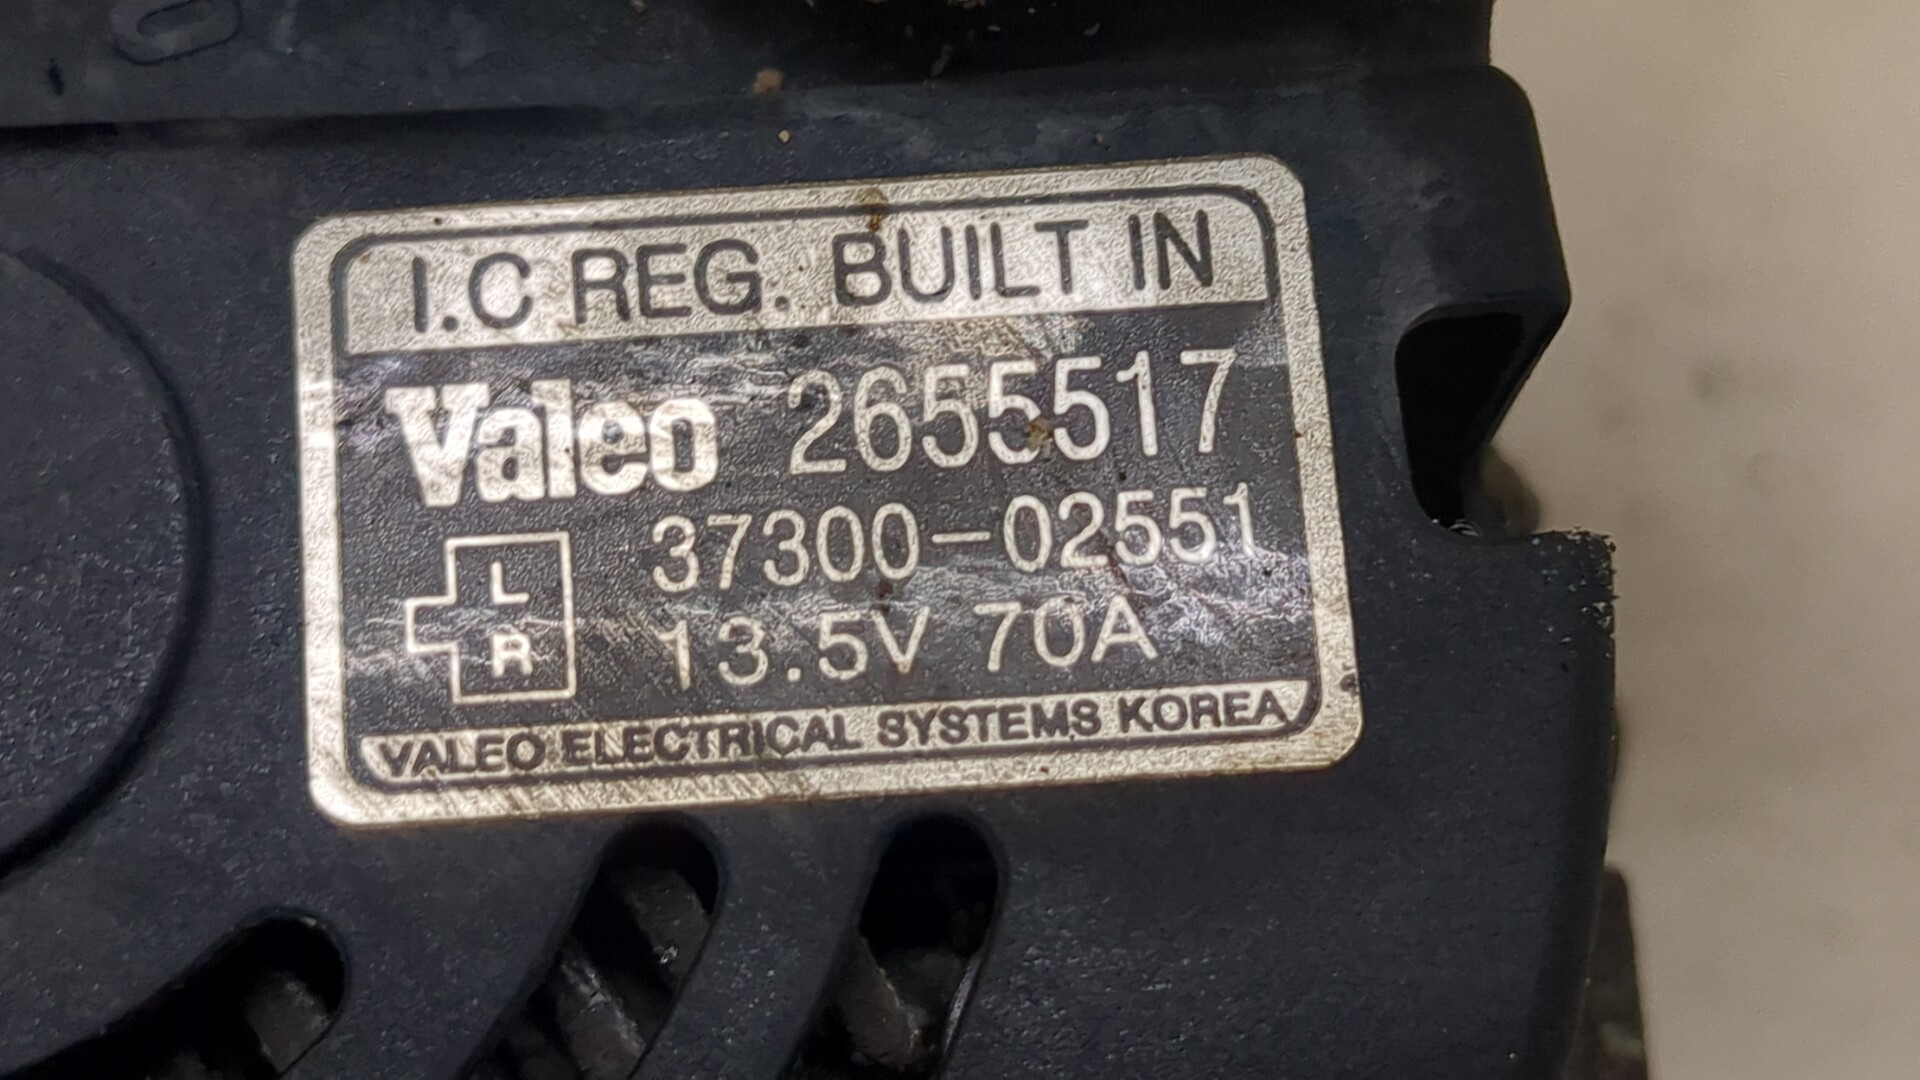 I.C REG. BUILT IN
Valeo 2655517
L
37300-02551
R
13.5V 70A
VALEO ELECTRICAL SYSTEMS KOREA